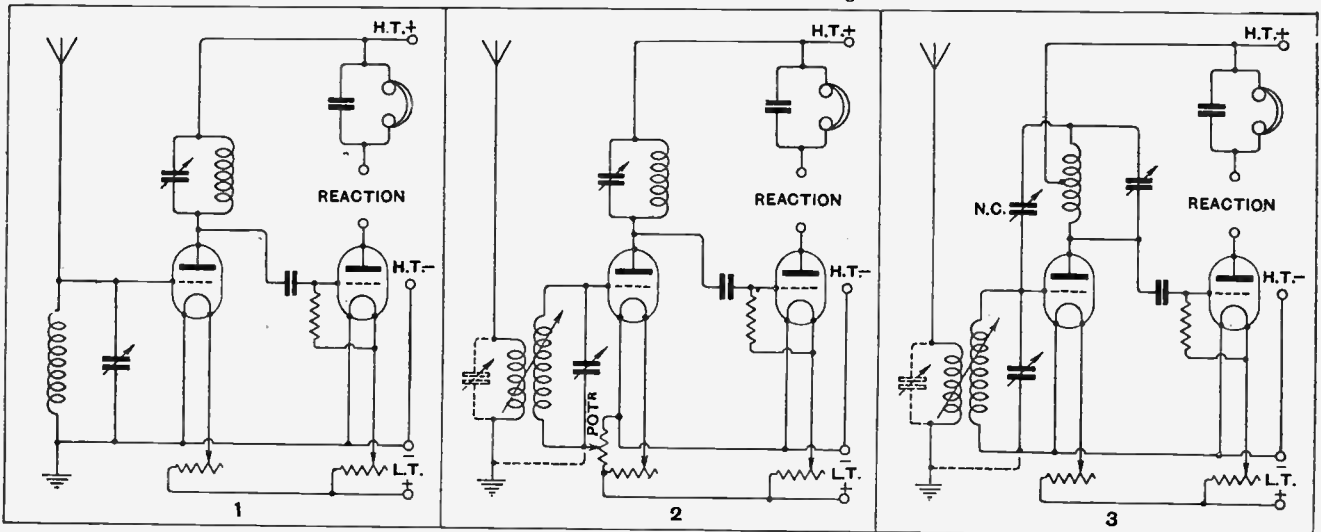 H.T.+
REACTION
H.T.-
L.T.
-
+
1
H.T.+
REACTION
H.T.-
POTR
L.T.
-
+
2
H.T.+
N.C.
REACTION
H.T.-
L.T.
-
+
3